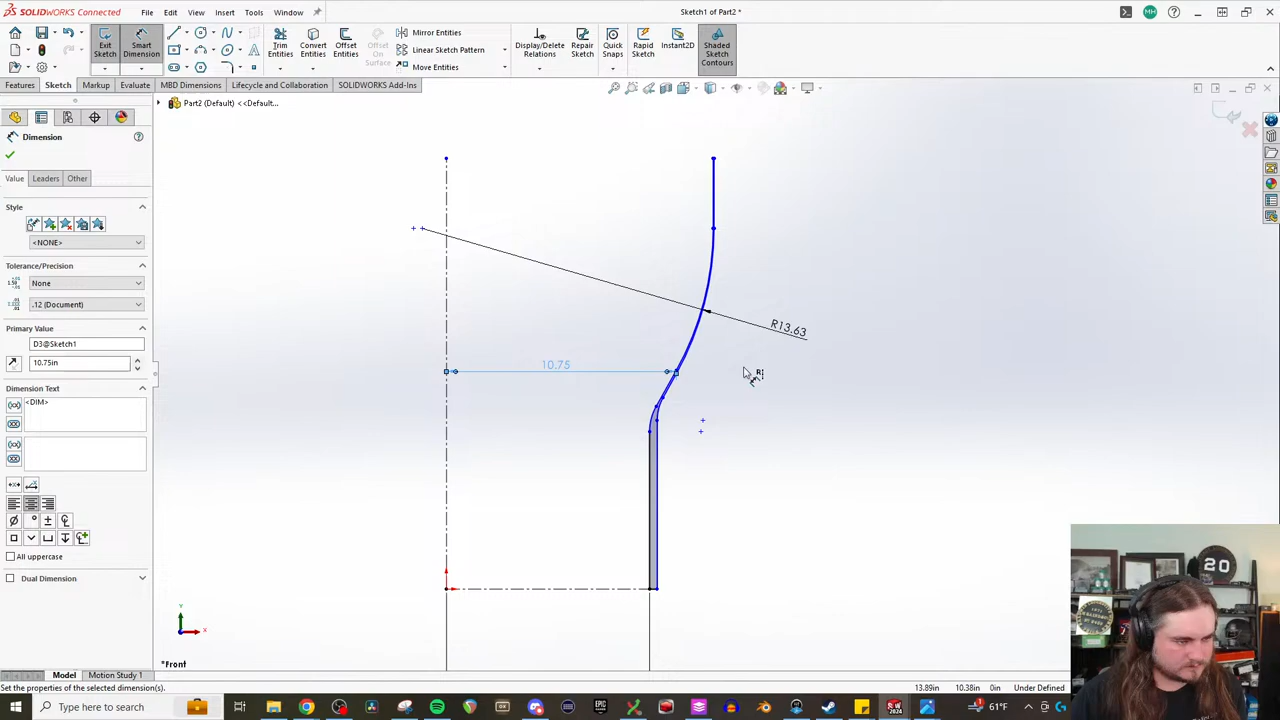 SOLIDWORKS Connected
File Edit View Insert Tools Window
Sketch1 of Part2 *
MH
Exit Sketch
Smart Dimension
Trim Entities
Convert Entities
Offset Entities
Offset On Surface
Mirror Entities
Linear Sketch Pattern
Move Entities
Display/Delete Relations
Repair Sketch
Quick Snaps
Rapid Sketch
Instant2D
Shaded Sketch Contours
Features Sketch Markup Evaluate MBD Dimensions Lifecycle and Collaboration SOLIDWORKS Add-Ins
Part2 (Default) <<Default...
Dimension
Value Leaders Other
Style
<NONE>
Tolerance/Precision
None
.12 (Document)
Primary Value
D3@Sketch1
10.75in
Dimension Text
<DIM>
All uppercase
Dual Dimension
R13.63
10.75
Y
X
*Front
Model Motion Study 1
Set the properties of the selected dimension(s).
13.89in 10.38in 0in Under Defined
Type here to search
61°F
20